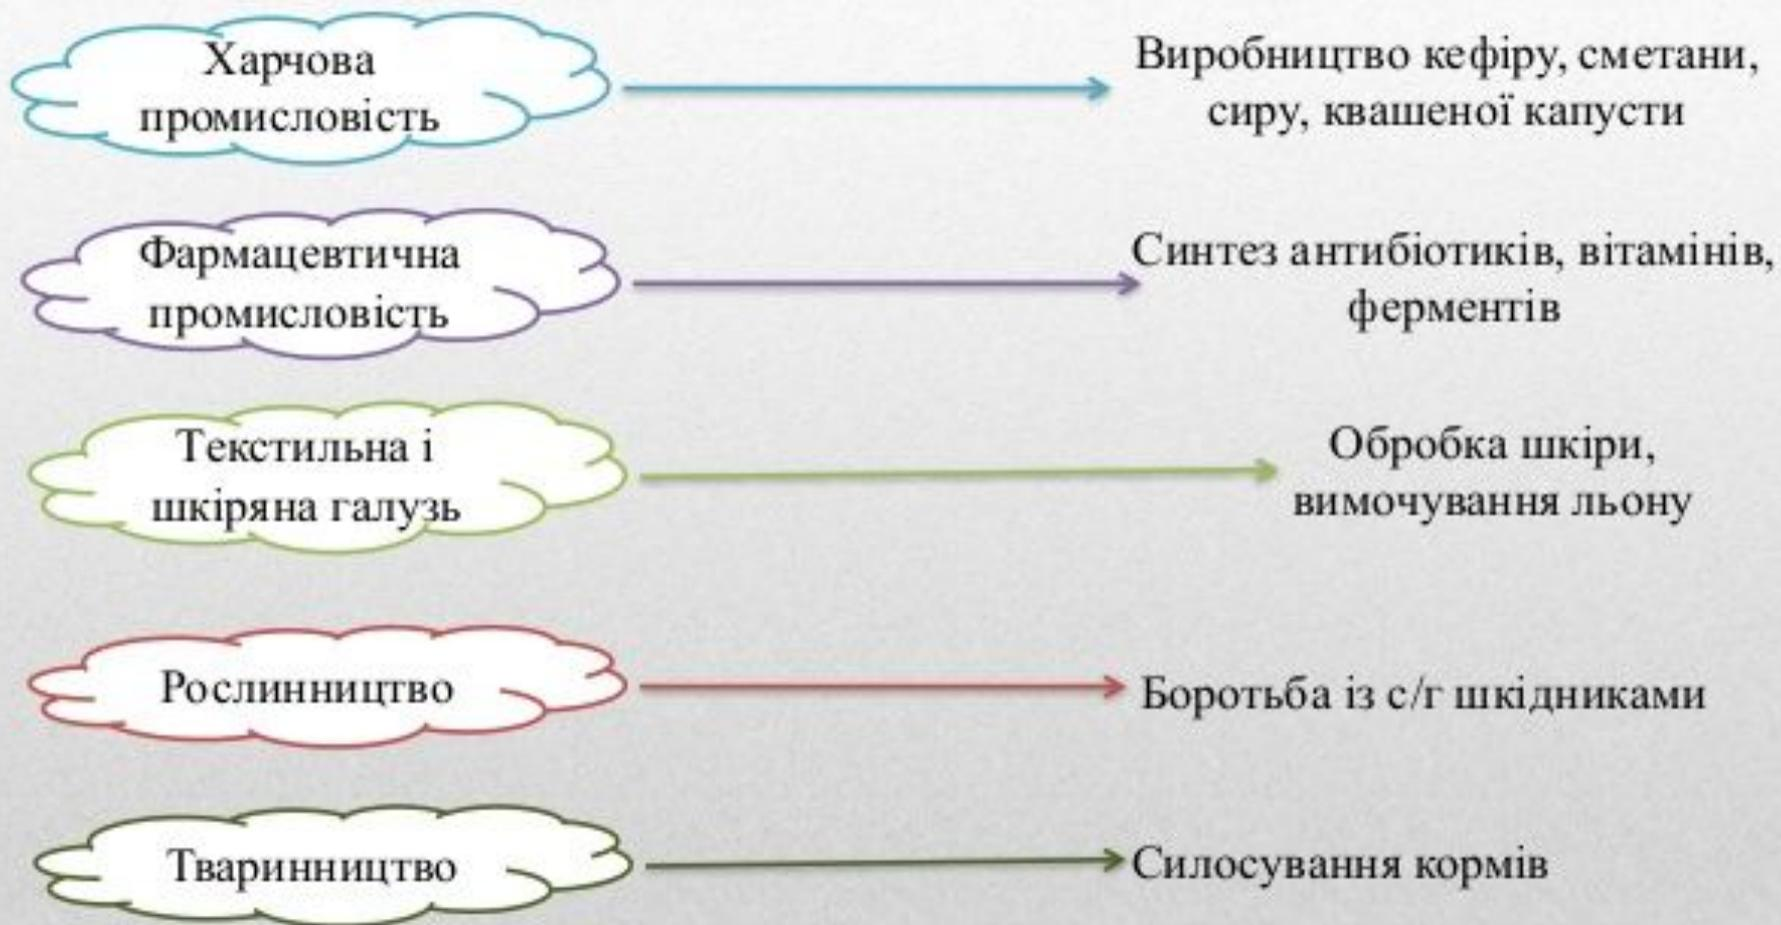 Харчова
промисловість
Виробництво кефіру, сметани,
сиру, квашеної капусти
Фармацевтична
промисловість
Синтез антибіотиків, вітамінів,
ферментів
Текстильна і
шкіряна галузь
Обробка шкіри,
вимочування льону
Рослинництво
Боротьба із с/г шкідниками
Тваринництво
Силосування кормів